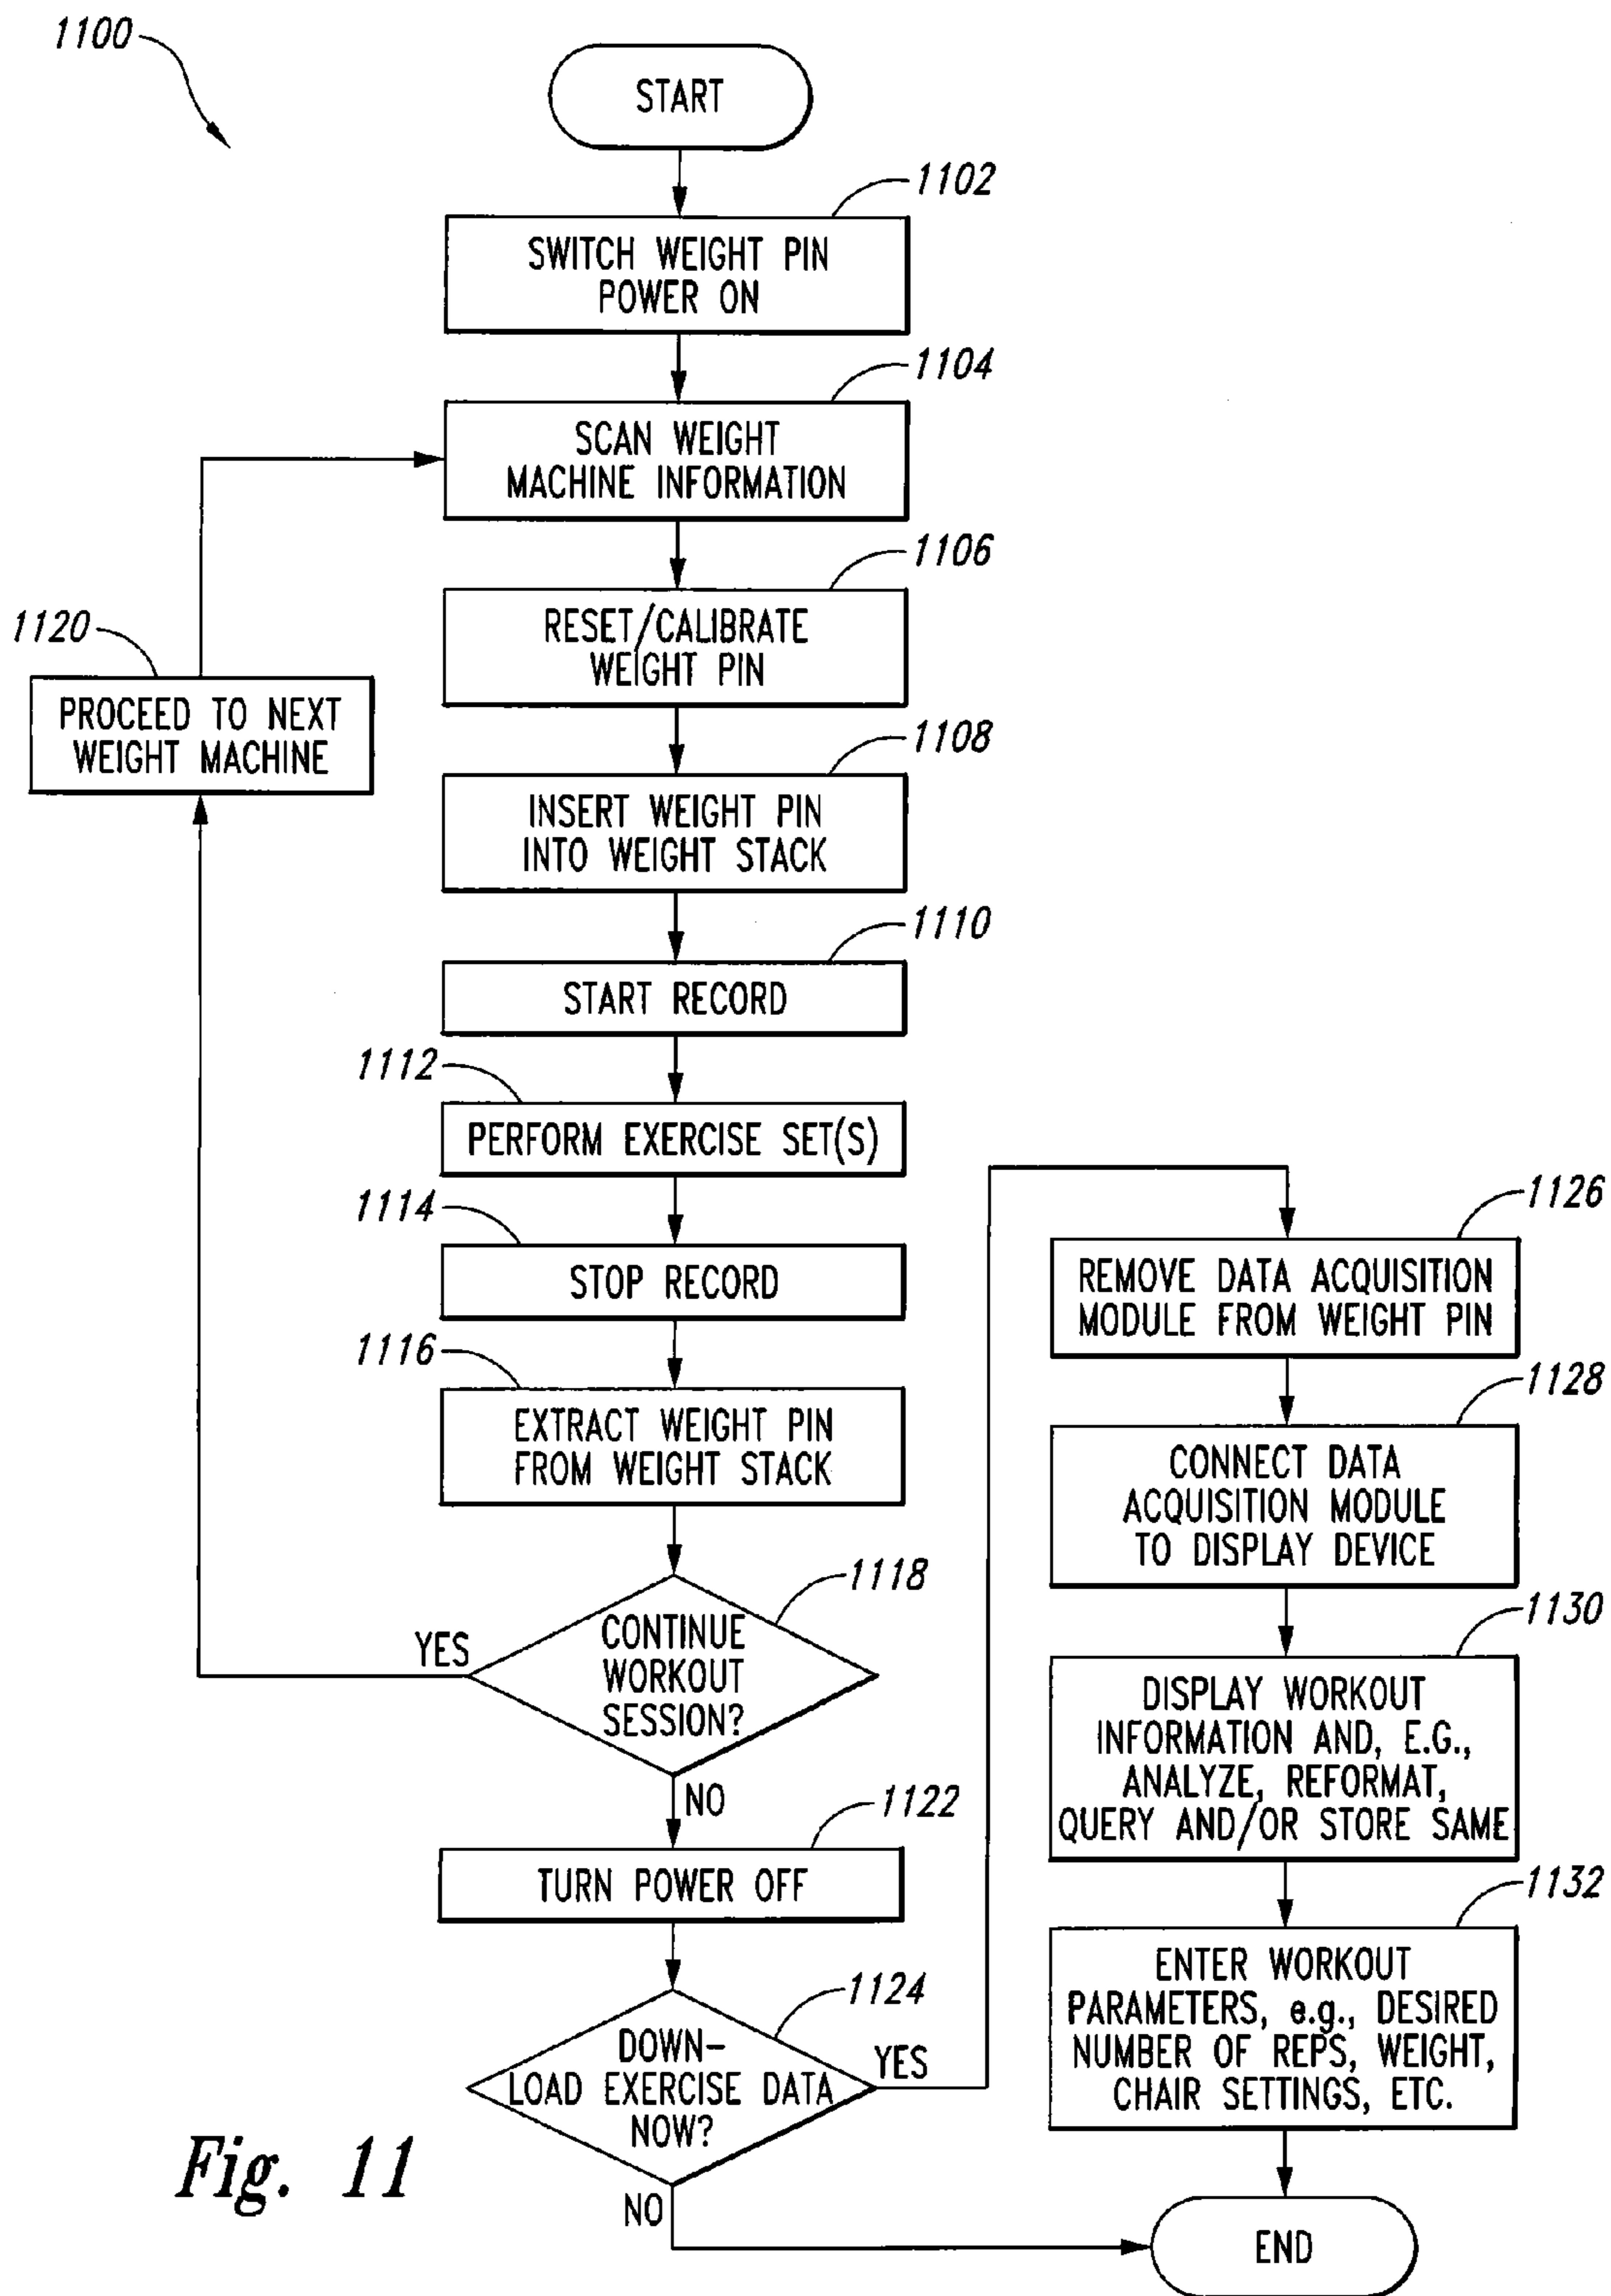 1100
START
1102
SWITCH WEIGHT PIN
POWER ON
1104
SCAN WEIGHT
MACHINE INFORMATION
1106
RESET/CALIBRATE
WEIGHT PIN
1120
PROCEED TO NEXT
WEIGHT MACHINE
1108
INSERT WEIGHT PIN
INTO WEIGHT STACK
1110
START RECORD
1112
PERFORM EXERCISE SET(S)
1114
STOP RECORD
1116
EXTRACT WEIGHT PIN
FROM WEIGHT STACK
1118
CONTINUE
WORKOUT
SESSION?
YES
NO
1122
TURN POWER OFF
1124
DOWN-
LOAD EXERCISE DATA
NOW?
YES
NO
1126
REMOVE DATA ACQUISITION
MODULE FROM WEIGHT PIN
1128
CONNECT DATA
ACQUISITION MODULE
TO DISPLAY DEVICE
1130
DISPLAY WORKOUT
INFORMATION AND, E.G.,
ANALYZE, REFORMAT,
QUERY AND/OR STORE SAME
1132
ENTER WORKOUT
PARAMETERS, e.g., DESIRED
NUMBER OF REPS, WEIGHT,
CHAIR SETTINGS, ETC.
END
Fig. 11